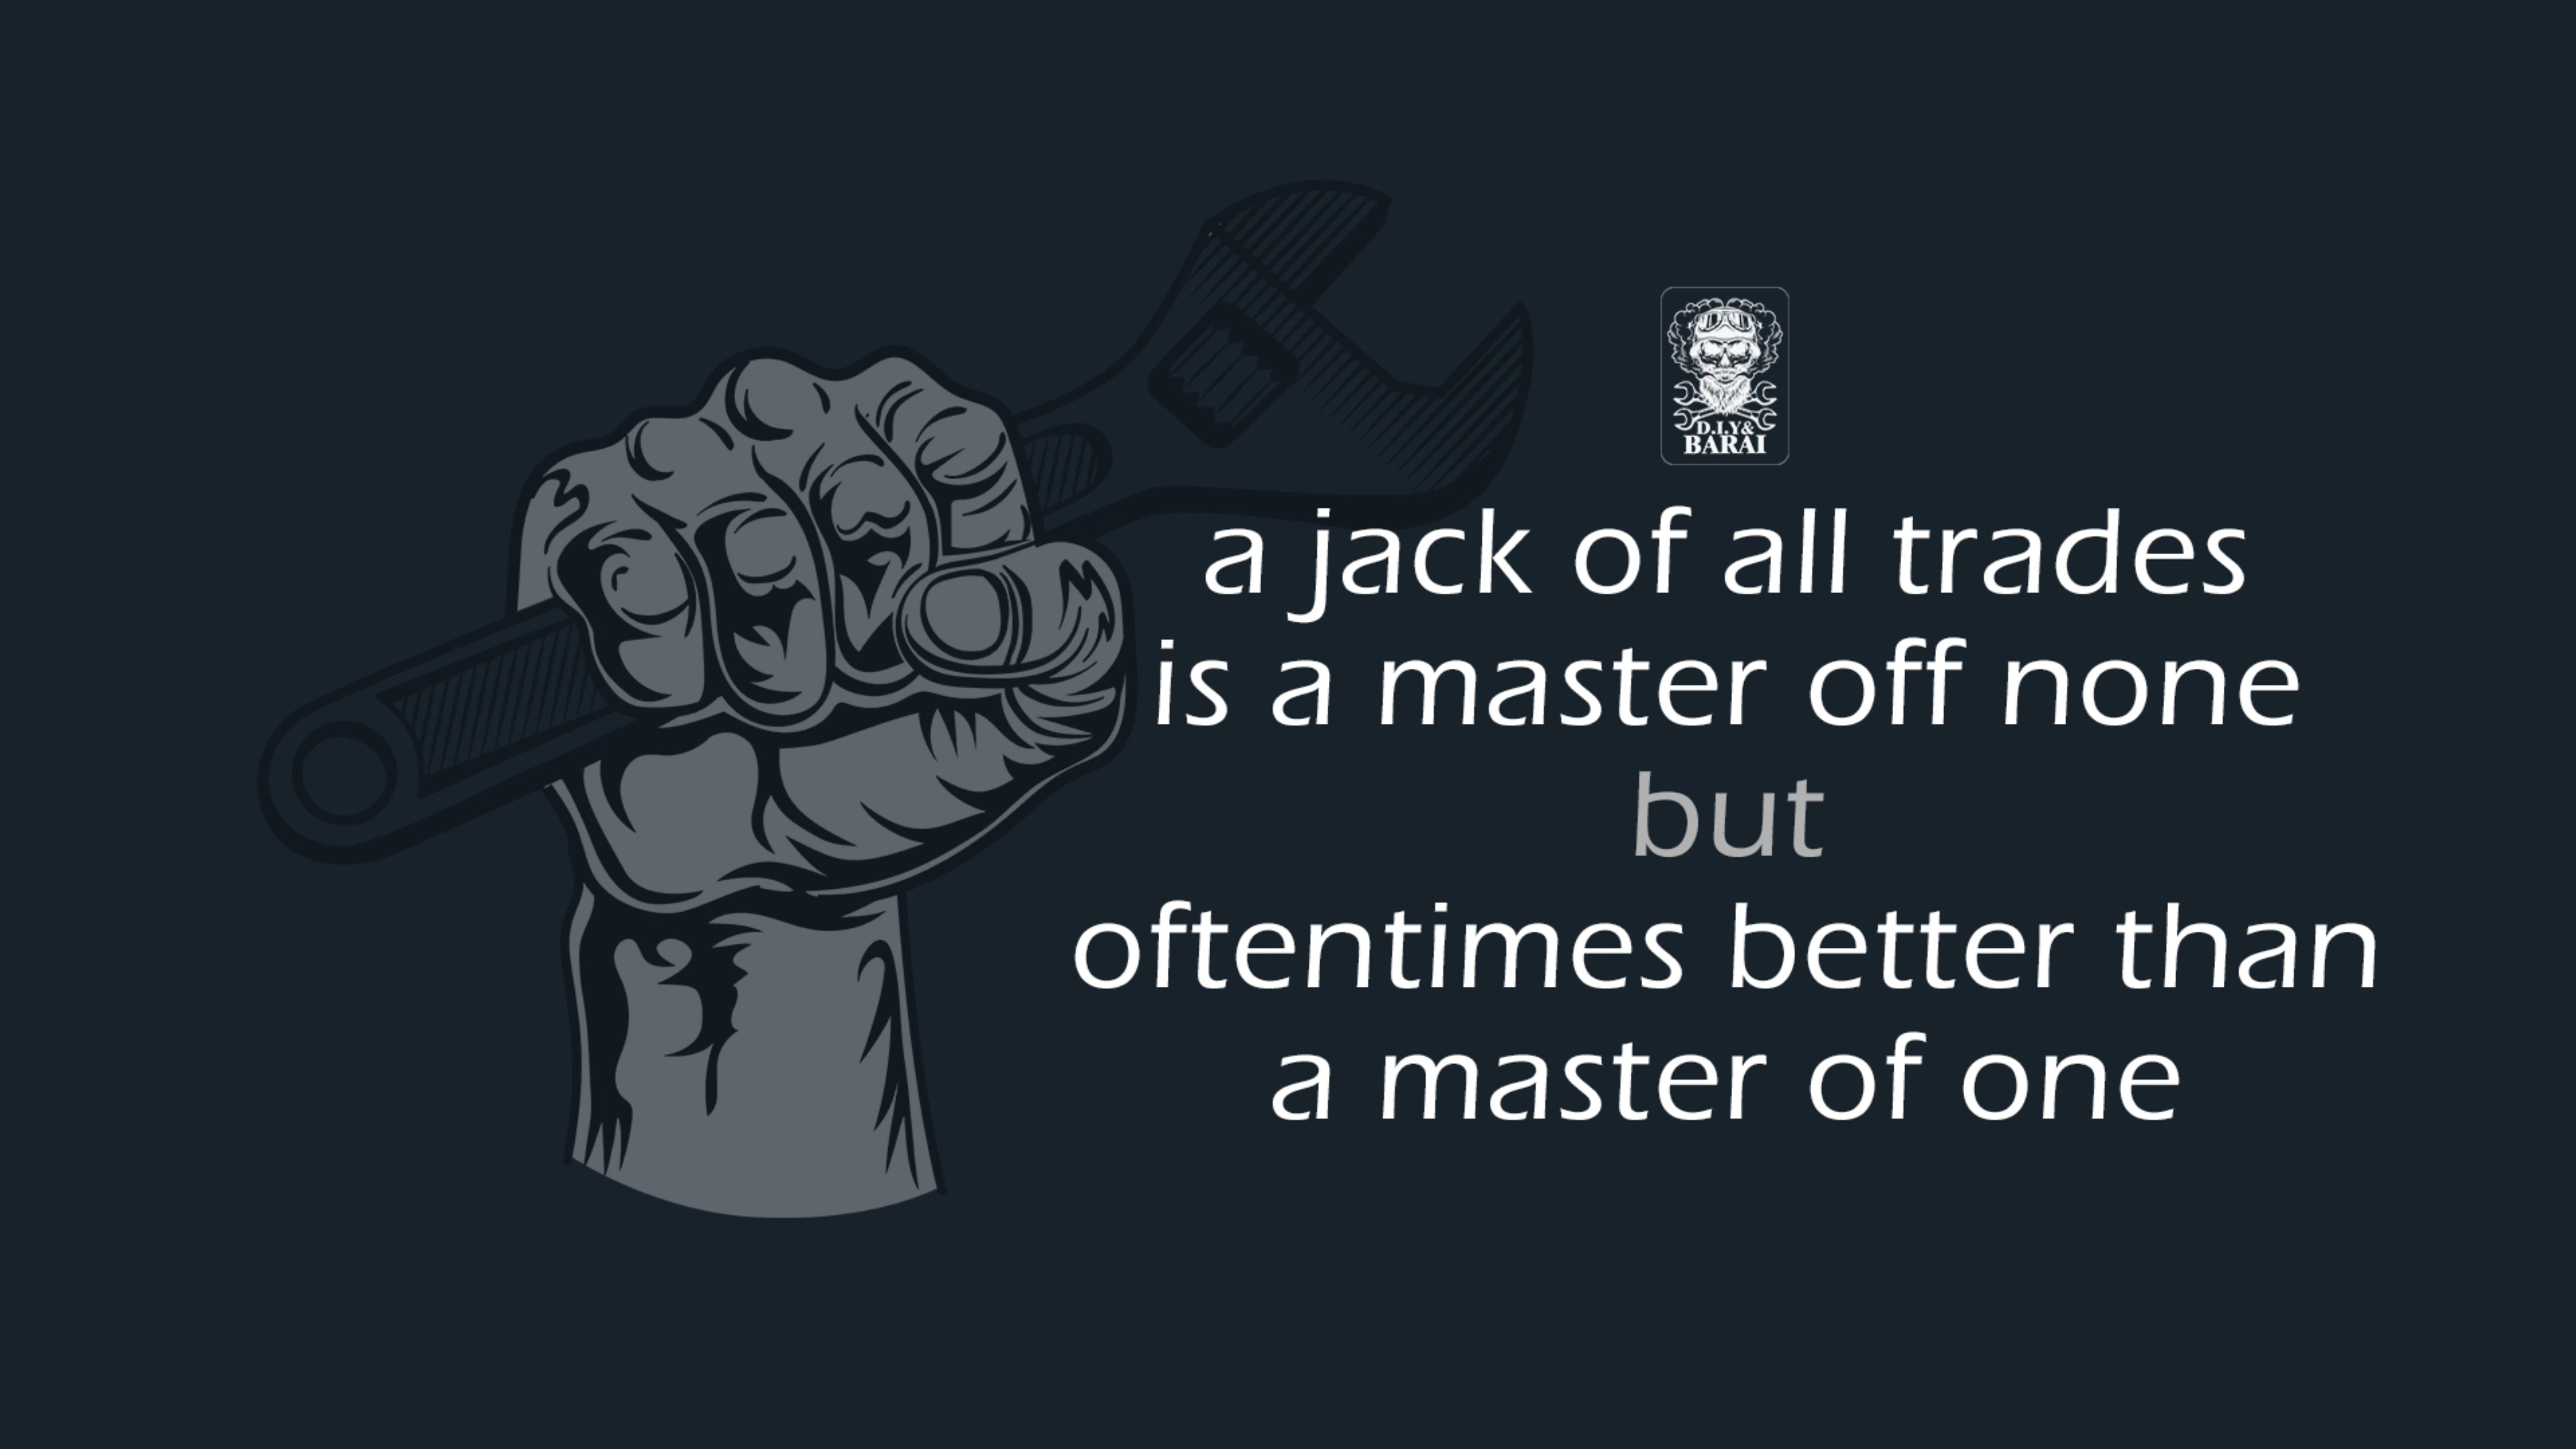 D.I.Y&
BARAI
a jack of all trades
is a master off none
but
oftentimes better than
a master of one